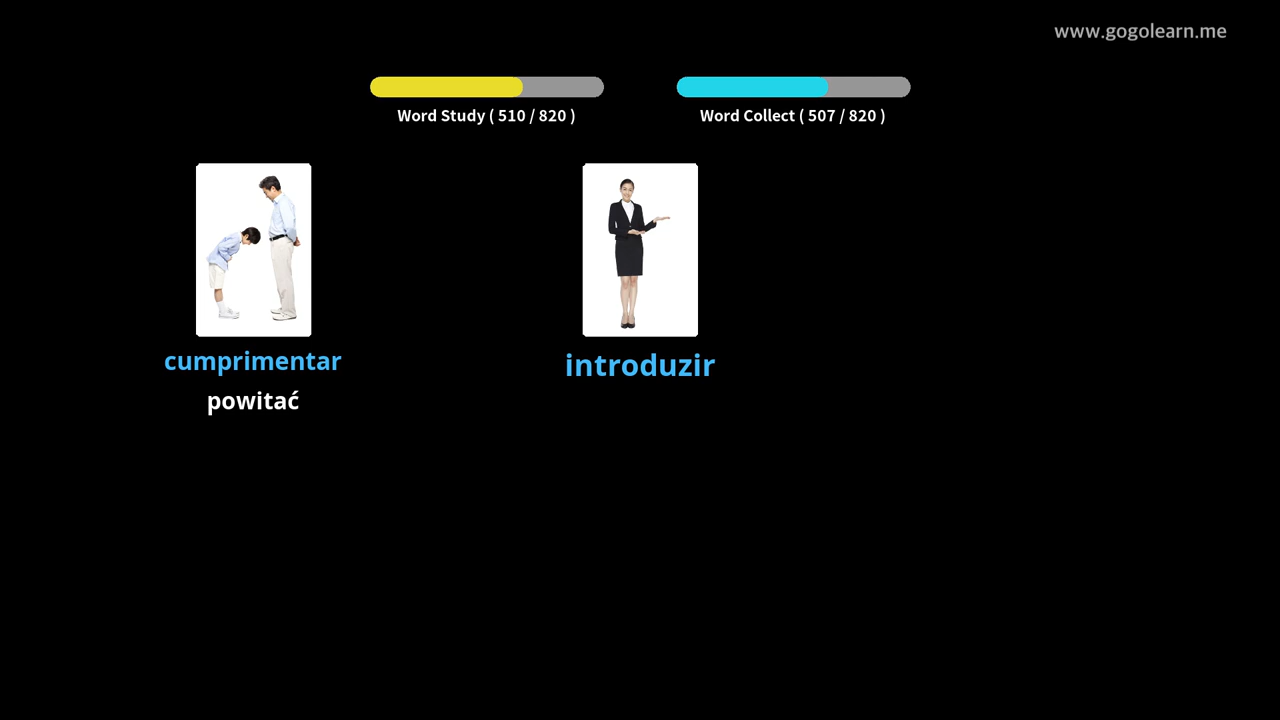 www.gogolearn.me
Word Study ( 510 / 820 )
Word Collect ( 507 / 820 )
cumprimentar
powitać
introduzir